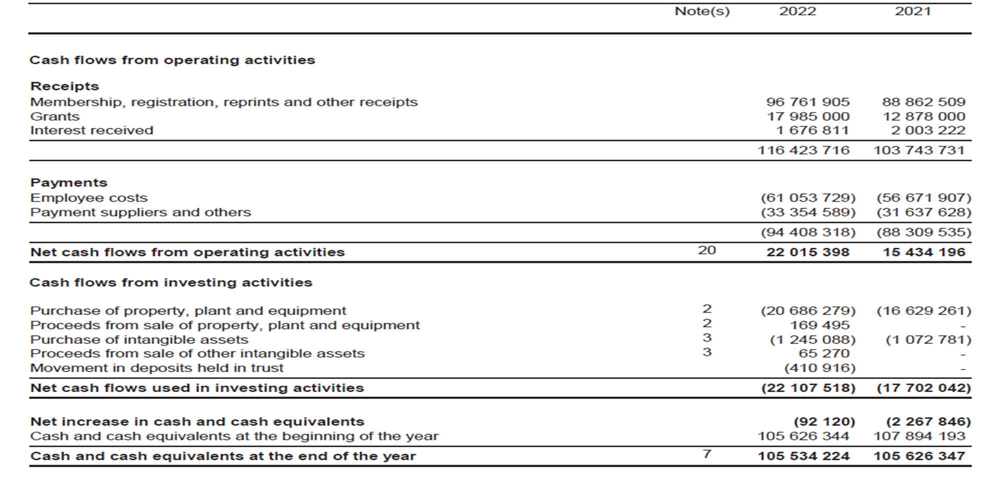 Note(s) 2022 2021
Cash flows from operating activities
Receipts
Membership, registration, reprints and other receipts 96 761 905 88 862 509
Grants 17 985 000 12 878 000
Interest received 1 676 811 2 003 222
116 423 716 103 743 731
Payments
Employee costs (61 053 729) (56 671 907)
Payment suppliers and others (33 354 589) (31 637 628)
(94 408 318) (88 309 535)
Net cash flows from operating activities 20 22 015 398 15 434 196
Cash flows from investing activities
Purchase of property, plant and equipment 2 (20 686 279) (16 629 261)
Proceeds from sale of property, plant and equipment 2 169 495 -
Purchase of intangible assets 3 (1 245 088) (1 072 781)
Proceeds from sale of other intangible assets 3 65 270 -
Movement in deposits held in trust (410 916) -
Net cash flows used in investing activities (22 107 518) (17 702 042)
Net increase in cash and cash equivalents (92 120) (2 267 846)
Cash and cash equivalents at the beginning of the year 105 626 344 107 894 193
Cash and cash equivalents at the end of the year 7 105 534 224 105 626 347